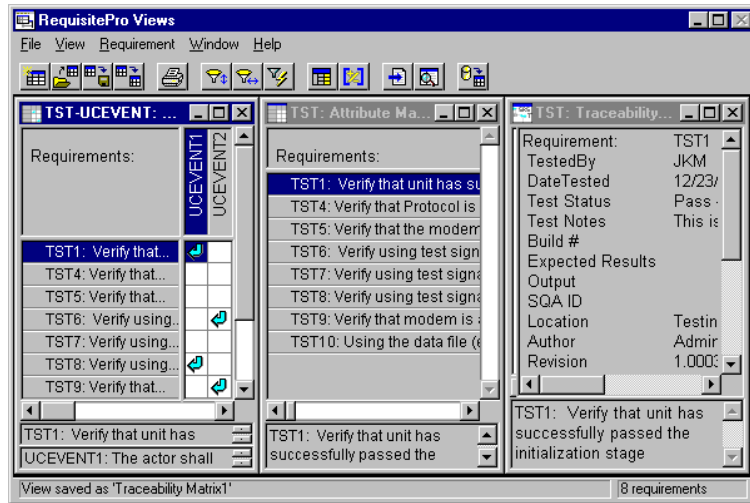 RequisitePro Views
File View Requirement Window Help
TST-UCEVENT: ...
Requirements:
UCEVENT1
UCEVENT2
TST1: Verify that...
TST4: Verify that...
TST5: Verify that...
TST6: Verify using..
TST7: Verify using...
TST8: Verify using...
TST9: Verify that...
TST1: Verify that unit has
UCEVENT1: The actor shall
TST: Attribute Ma...
Requirements:
TST1: Verify that unit has su
TST4: Verify that Protocol is
TST5: Verify that the modem
TST6: Verify using test sign
TST7: Verify using test signa
TST8: Verify using test signa
TST9: Verify that modem is a
TST10: Using the data file (e
TST1: Verify that unit has
successfully passed the
TST: Traceability...
Requirement: TST1
TestedBy JKM
DateTested 12/23/
Test Status Pass -
Test Notes This is
Build #
Expected Results
Output
SQA ID
Location Testin
Author Admir
Revision 1.000
TST1: Verify that unit has
successfully passed the
initialization stage
View saved as 'Traceability Matrix1'
8 requirements